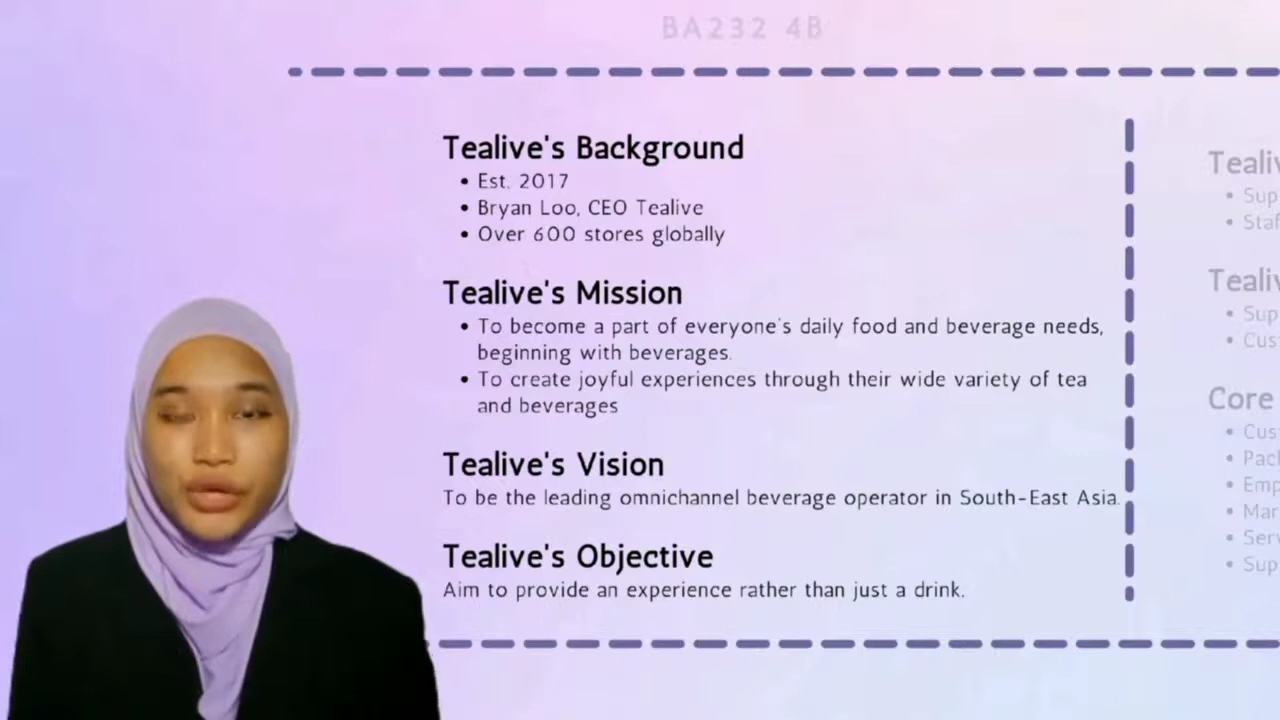 BA232 4B
Tealive's Background
• Est. 2017
• Bryan Loo, CEO Tealive
• Over 600 stores globally
Tealive's Mission
• To become a part of everyone's daily food and beverage needs,
beginning with beverages.
• To create joyful experiences through their wide variety of tea
and beverages
Tealive's Vision
To be the leading omnichannel beverage operator in South-East Asia.
Tealive's Objective
Aim to provide an experience rather than just a drink.
Core